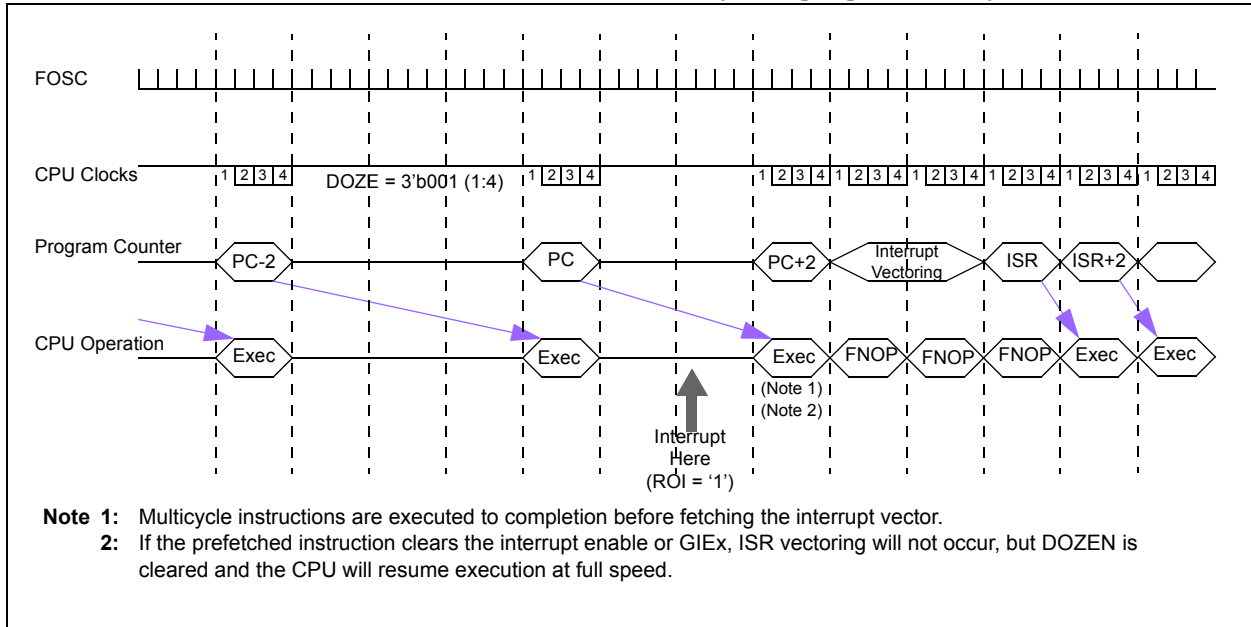 FOSC
CPU Clocks
1 2 3 4
DOZE = 3'b001 (1:4)
1 2 3 4
1 2 3 4 1 2 3 4 1 2 3 4 1 2 3 4 1 2 3 4 1 2 3 4
Program Counter
PC-2
PC
PC+2
Interrupt
Vectoring
ISR
ISR+2
CPU Operation
Exec
Exec
Exec
FNOP
FNOP
FNOP
Exec
Exec
(Note 1)
(Note 2)
Interrupt
Here
(ROI = ‘1’)
Note 1: Multicycle instructions are executed to completion before fetching the interrupt vector.
2: If the prefetched instruction clears the interrupt enable or GIEx, ISR vectoring will not occur, but DOZEN is
cleared and the CPU will resume execution at full speed.